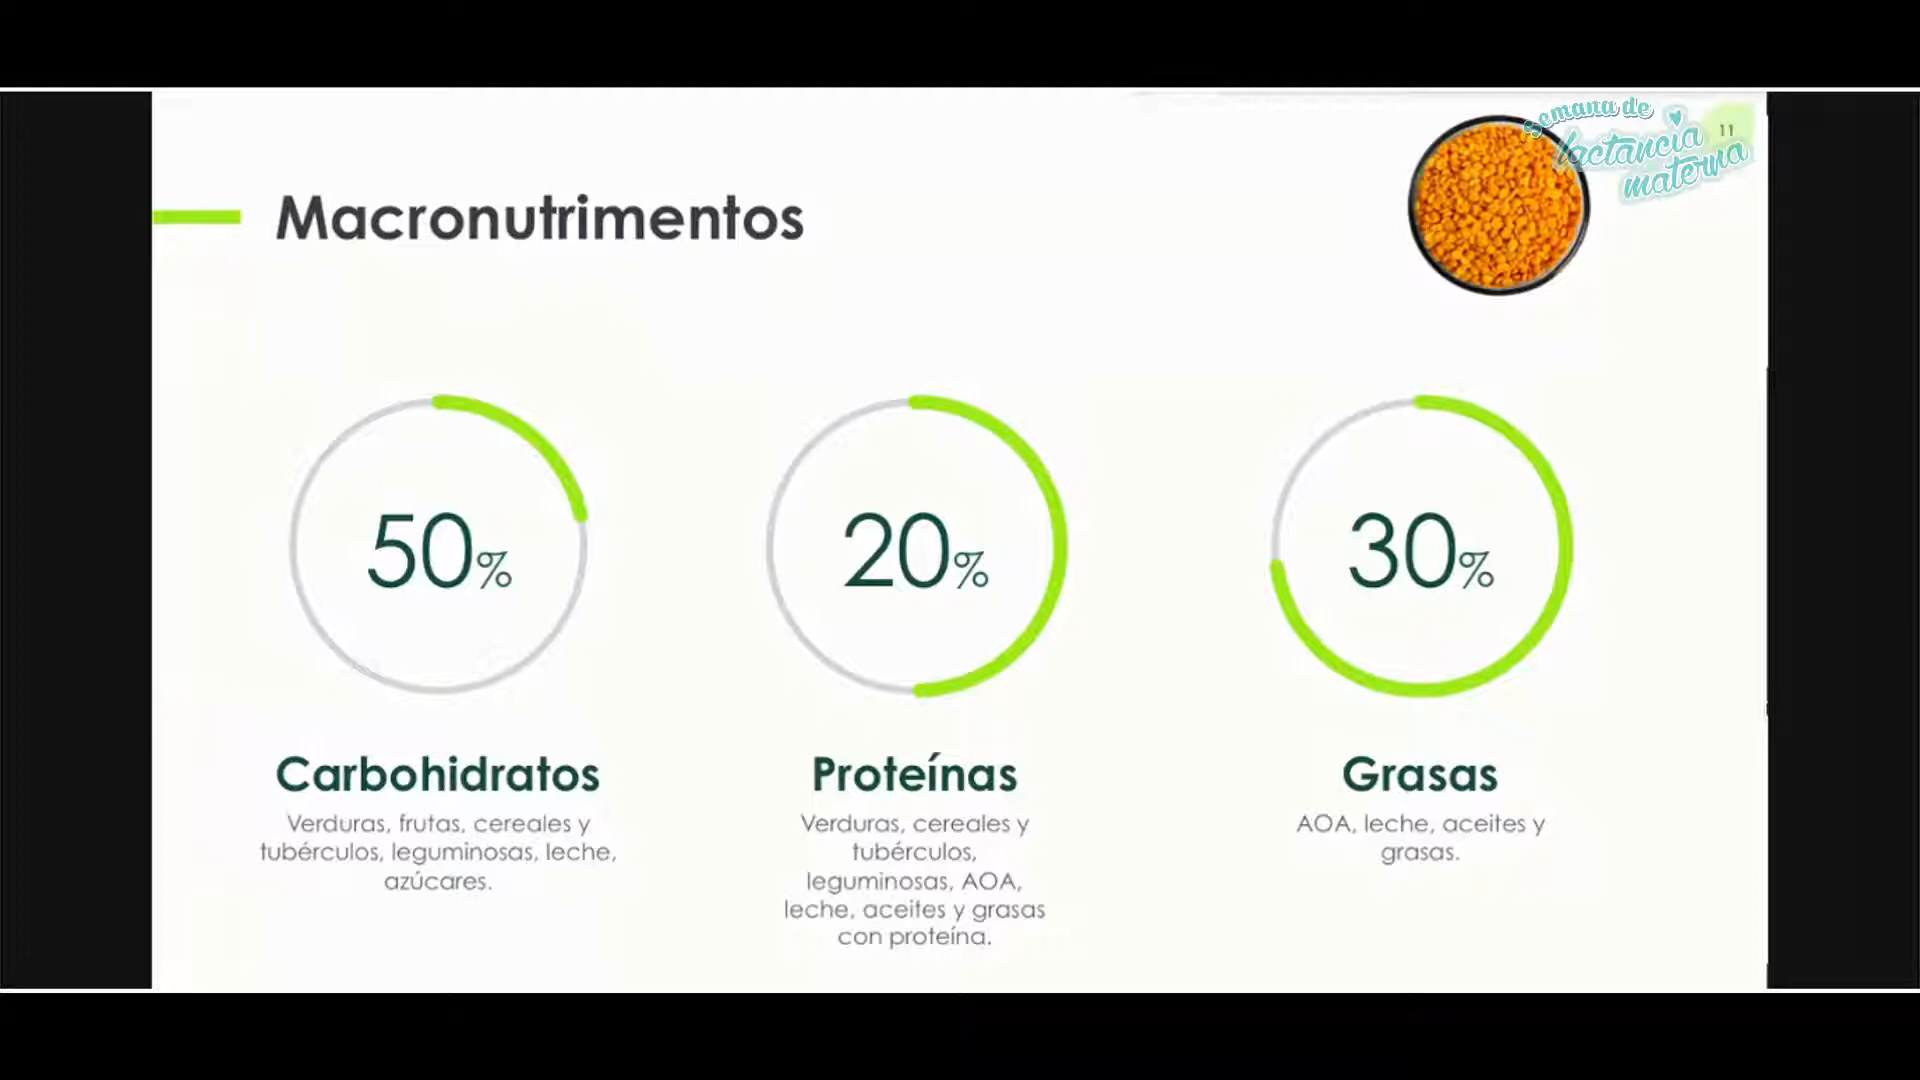 semana de
lactancia
materna
11
Macronutrimentos
50%
20%
30%
Carbohidratos
Verduras, frutas, cereales y
tubérculos, leguminosas, leche,
azúcares.
Proteínas
Verduras, cereales y
tubérculos,
leguminosas, AOA,
leche, aceites y grasas
con proteína.
Grasas
AOA, leche, aceites y
grasas.